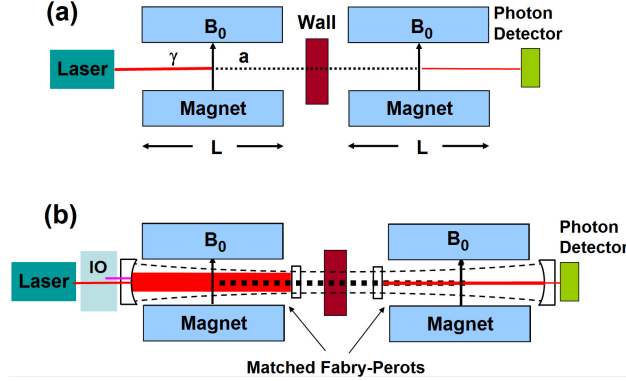 (a)
B0
Wall
B0
Photon
Detector
Laser
γ
a
Magnet
Magnet
L
L
(b)
Photon
Detector
IO
B0
B0
Laser
Magnet
Magnet
Matched Fabry-Perots